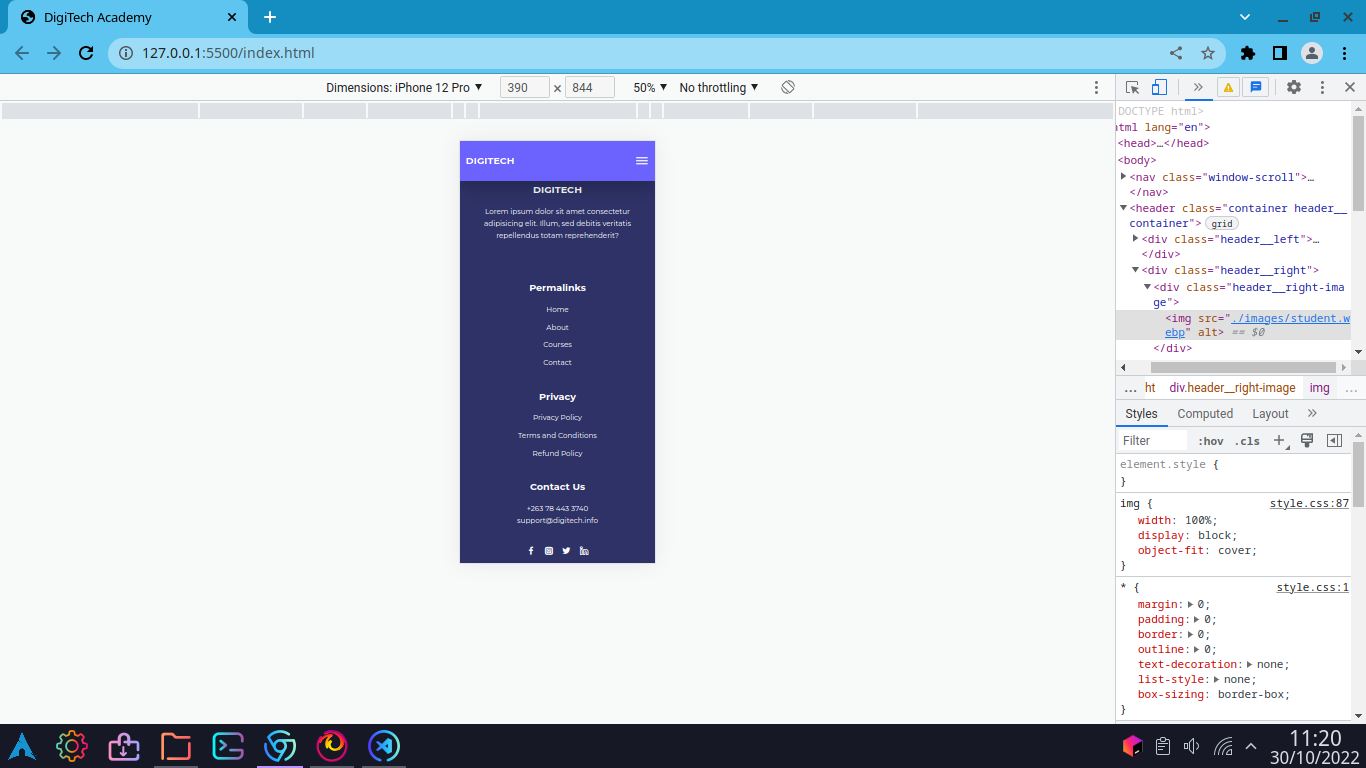 DigiTech Academy
127.0.0.1:5500/index.html
Dimensions: iPhone 12 Pro 390 × 844 50% No throttling
DIGITECH
DIGITECH
Lorem ipsum dolor sit amet consectetur
adipisicing elit. Illum, sed debitis veritatis
repellendus totam reprehenderit?
Permalinks
Home
About
Courses
Contact
Privacy
Privacy Policy
Terms and Conditions
Refund Policy
Contact Us
+263 78 443 3740
support@digitech.info
DOCTYPE html>
html lang="en">
<head>…</head>
<body>
<nav class="window-scroll">…
</nav>
<header class="container header__
container"> grid
<div class="header__left">…
</div>
<div class="header__right">
<div class="header__right-ima
ge">
<img src="./images/student.w
ebp" alt> == $0
</div>
… ht div.header__right-image img …
Styles Computed Layout
Filter :hov .cls
element.style {
}
img { style.css:87
width: 100%;
display: block;
object-fit: cover;
}
* { style.css:1
margin: 0;
padding: 0;
border: 0;
outline: 0;
text-decoration: none;
list-style: none;
box-sizing: border-box;
}
11:20
30/10/2022